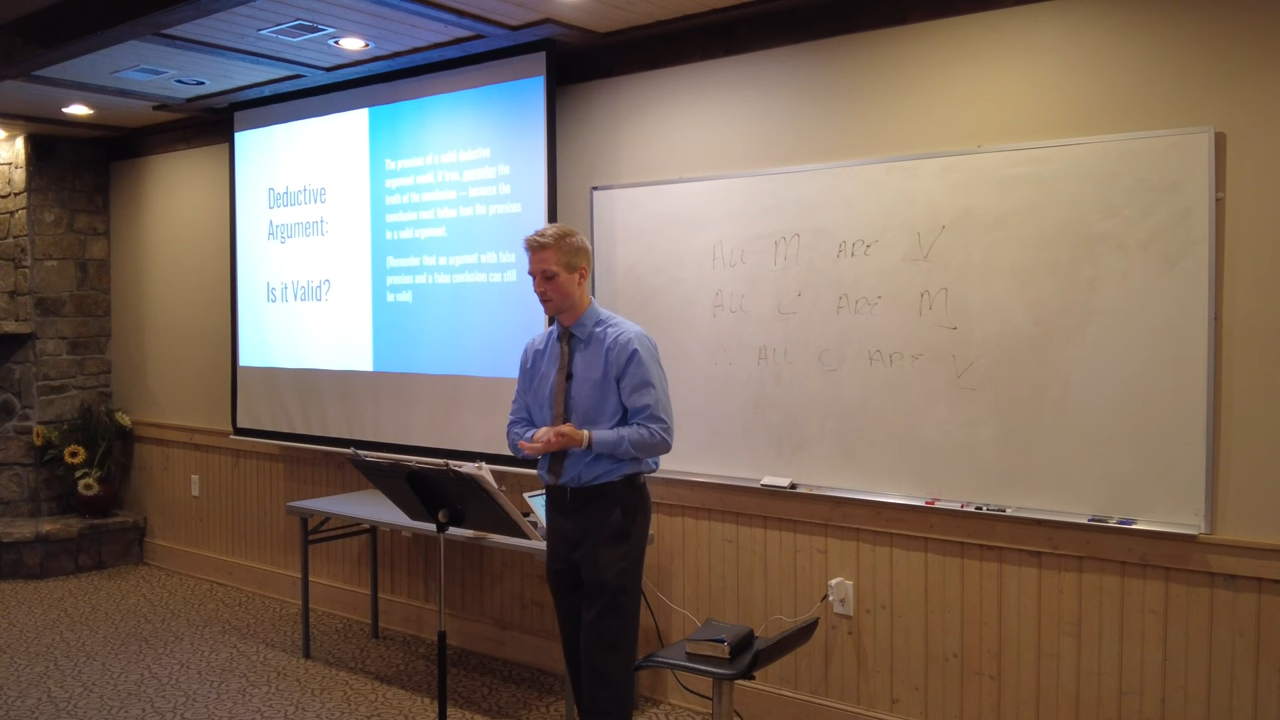 Deductive
Argument:
Is it Valid?
The premises of a valid deductive
argument would, if true, guarantee the
truth of the conclusion — because the
conclusion must follow from the premises
in a valid argument.
(Remember that an argument with false
premises and a false conclusion can still
be valid)
ALL M ARE V
ALL C ARE M
∴ ALL C ARE V